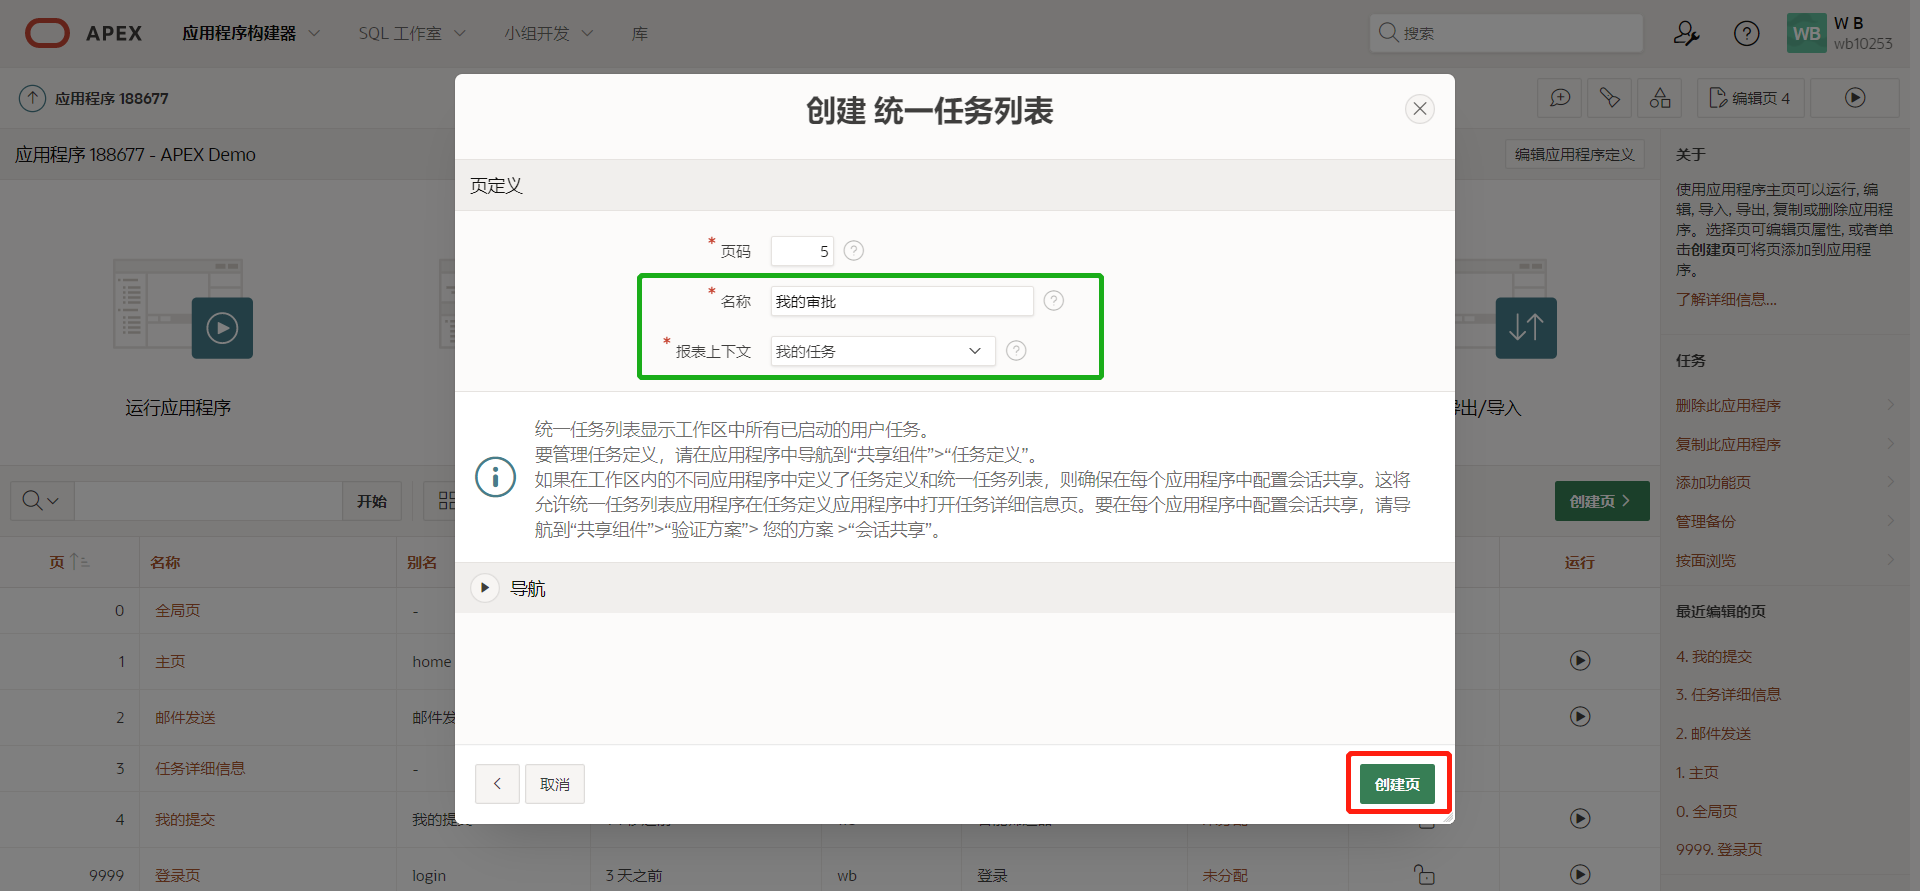 APEX
应用程序构建器
SQL 工作室
小组开发
库
搜索
WB
W B
wb10253
应用程序 188677
编辑页 4
应用程序 188677 - APEX Demo
编辑应用程序定义
运行应用程序
出/导入
开始
创建页
页
名称
别名
运行
0
全局页
-
1
主页
home
2
邮件发送
邮件发
3
任务详细信息
-
4
我的提交
我的提
9999
登录页
login
3 天之前
wb
登录
未分配
关于
使用应用程序主页可以运行, 编
辑, 导入, 导出, 复制或删除应用程
序。选择页可编辑页属性, 或者单
击创建页可将页添加到应用程
序。
了解详细信息...
任务
删除此应用程序
复制此应用程序
添加功能页
管理备份
按面浏览
最近编辑的页
4. 我的提交
3. 任务详细信息
2. 邮件发送
1. 主页
0. 全局页
9999. 登录页
创建 统一任务列表
页定义
* 页码
5
* 名称
我的审批
* 报表上下文
我的任务
统一任务列表显示工作区中所有已启动的用户任务。
要管理任务定义，请在应用程序中导航到“共享组件”>“任务定义”。
如果在工作区内的不同应用程序中定义了任务定义和统一任务列表，则确保在每个应用程序中配置会话共享。这将
允许统一任务列表应用程序在任务定义应用程序中打开任务详细信息页。要在每个应用程序中配置会话共享，请导
航到“共享组件”>“验证方案”> 您的方案 >“会话共享”。
导航
取消
创建页